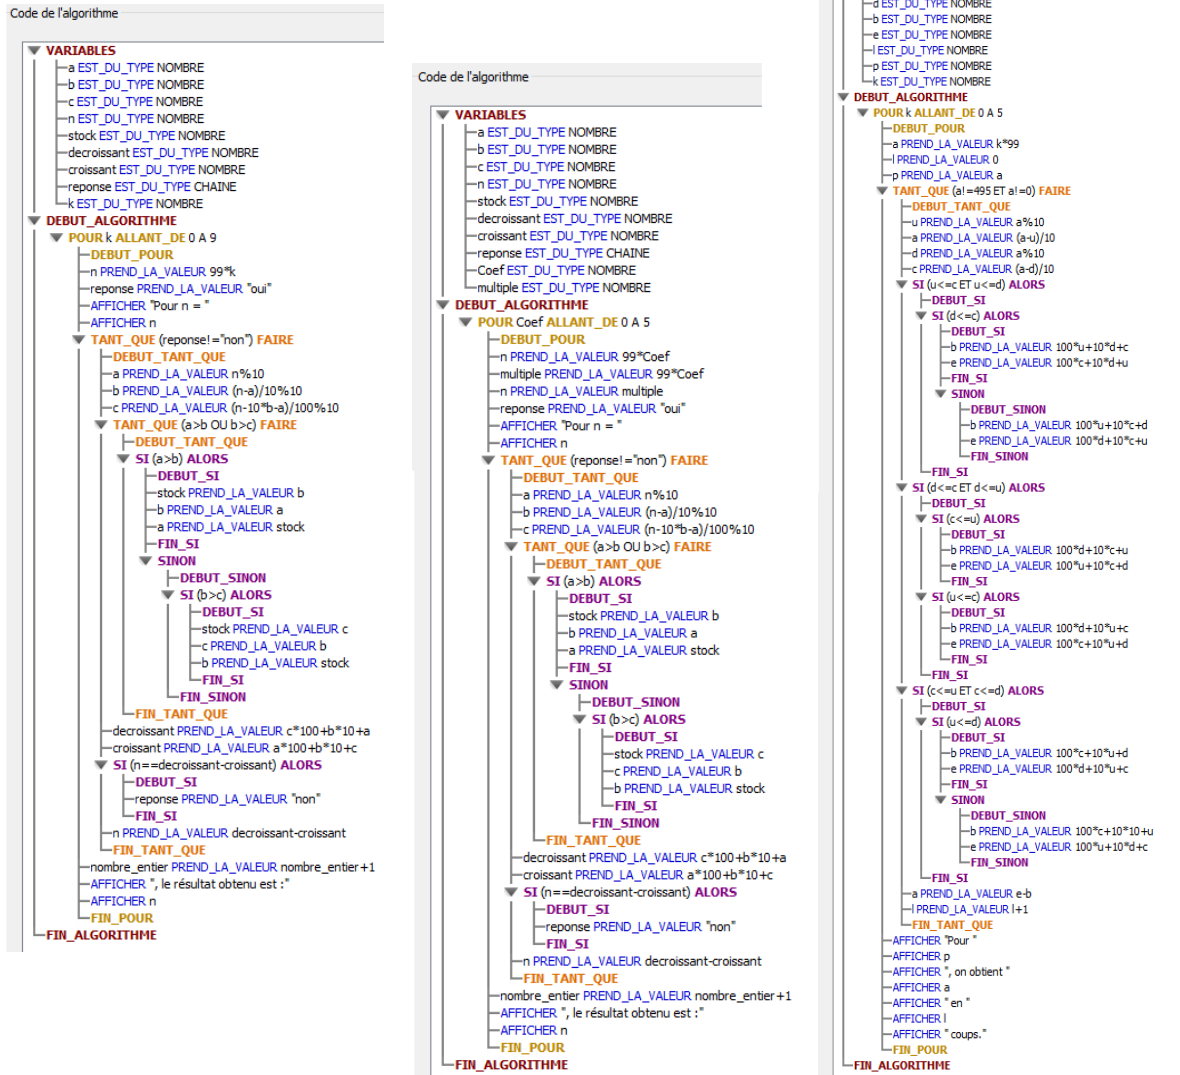 Code de l'algorithme
VARIABLES
a EST_DU_TYPE NOMBRE
b EST_DU_TYPE NOMBRE
c EST_DU_TYPE NOMBRE
n EST_DU_TYPE NOMBRE
stock EST_DU_TYPE NOMBRE
decroissant EST_DU_TYPE NOMBRE
croissant EST_DU_TYPE NOMBRE
reponse EST_DU_TYPE CHAINE
k EST_DU_TYPE NOMBRE
DEBUT_ALGORITHME
POUR k ALLANT_DE 0 A 9
DEBUT_POUR
n PREND_LA_VALEUR 99*k
reponse PREND_LA_VALEUR "oui"
AFFICHER "Pour n = "
AFFICHER n
TANT_QUE (reponse!="non") FAIRE
DEBUT_TANT_QUE
a PREND_LA_VALEUR n%10
b PREND_LA_VALEUR (n-a)/10%10
c PREND_LA_VALEUR (n-10*b-a)/100%10
TANT_QUE (a>b OU b>c) FAIRE
DEBUT_TANT_QUE
SI (a>b) ALORS
DEBUT_SI
stock PREND_LA_VALEUR b
b PREND_LA_VALEUR a
a PREND_LA_VALEUR stock
FIN_SI
SINON
DEBUT_SINON
SI (b>c) ALORS
DEBUT_SI
stock PREND_LA_VALEUR c
c PREND_LA_VALEUR b
b PREND_LA_VALEUR stock
FIN_SI
FIN_SINON
FIN_TANT_QUE
decroissant PREND_LA_VALEUR c*100+b*10+a
croissant PREND_LA_VALEUR a*100+b*10+c
SI (n==decroissant-croissant) ALORS
DEBUT_SI
reponse PREND_LA_VALEUR "non"
FIN_SI
n PREND_LA_VALEUR decroissant-croissant
FIN_TANT_QUE
nombre_entier PREND_LA_VALEUR nombre_entier+1
AFFICHER ", le résultat obtenu est :"
AFFICHER n
FIN_POUR
FIN_ALGORITHME
Code de l'algorithme
VARIABLES
a EST_DU_TYPE NOMBRE
b EST_DU_TYPE NOMBRE
c EST_DU_TYPE NOMBRE
n EST_DU_TYPE NOMBRE
stock EST_DU_TYPE NOMBRE
decroissant EST_DU_TYPE NOMBRE
croissant EST_DU_TYPE NOMBRE
reponse EST_DU_TYPE CHAINE
Coef EST_DU_TYPE NOMBRE
multiple EST_DU_TYPE NOMBRE
DEBUT_ALGORITHME
POUR Coef ALLANT_DE 0 A 5
DEBUT_POUR
n PREND_LA_VALEUR 99*Coef
multiple PREND_LA_VALEUR 99*Coef
n PREND_LA_VALEUR multiple
reponse PREND_LA_VALEUR "oui"
AFFICHER "Pour n = "
AFFICHER n
TANT_QUE (reponse!="non") FAIRE
DEBUT_TANT_QUE
a PREND_LA_VALEUR n%10
b PREND_LA_VALEUR (n-a)/10%10
c PREND_LA_VALEUR (n-10*b-a)/100%10
TANT_QUE (a>b OU b>c) FAIRE
DEBUT_TANT_QUE
SI (a>b) ALORS
DEBUT_SI
stock PREND_LA_VALEUR b
b PREND_LA_VALEUR a
a PREND_LA_VALEUR stock
FIN_SI
SINON
DEBUT_SINON
SI (b>c) ALORS
DEBUT_SI
stock PREND_LA_VALEUR c
c PREND_LA_VALEUR b
b PREND_LA_VALEUR stock
FIN_SI
FIN_SINON
FIN_TANT_QUE
decroissant PREND_LA_VALEUR c*100+b*10+a
croissant PREND_LA_VALEUR a*100+b*10+c
SI (n==decroissant-croissant) ALORS
DEBUT_SI
reponse PREND_LA_VALEUR "non"
FIN_SI
n PREND_LA_VALEUR decroissant-croissant
FIN_TANT_QUE
nombre_entier PREND_LA_VALEUR nombre_entier+1
AFFICHER ", le résultat obtenu est :"
AFFICHER n
FIN_POUR
FIN_ALGORITHME
d EST_DU_TYPE NOMBRE
b EST_DU_TYPE NOMBRE
e EST_DU_TYPE NOMBRE
l EST_DU_TYPE NOMBRE
p EST_DU_TYPE NOMBRE
k EST_DU_TYPE NOMBRE
DEBUT_ALGORITHME
POUR k ALLANT_DE 0 A 5
DEBUT_POUR
a PREND_LA_VALEUR k*99
l PREND_LA_VALEUR 0
p PREND_LA_VALEUR a
TANT_QUE (a!=495 ET a!=0) FAIRE
DEBUT_TANT_QUE
u PREND_LA_VALEUR a%10
a PREND_LA_VALEUR (a-u)/10
d PREND_LA_VALEUR a%10
c PREND_LA_VALEUR (a-d)/10
SI (u<=c ET u<=d) ALORS
DEBUT_SI
SI (d<=c) ALORS
DEBUT_SI
b PREND_LA_VALEUR 100*u+10*d+c
e PREND_LA_VALEUR 100*c+10*d+u
FIN_SI
SINON
DEBUT_SINON
b PREND_LA_VALEUR 100*u+10*c+d
e PREND_LA_VALEUR 100*d+10*c+u
FIN_SINON
FIN_SI
SI (d<=c ET d<=u) ALORS
DEBUT_SI
SI (c<=u) ALORS
DEBUT_SI
b PREND_LA_VALEUR 100*d+10*c+u
e PREND_LA_VALEUR 100*u+10*c+d
FIN_SI
SI (u<=c) ALORS
DEBUT_SI
b PREND_LA_VALEUR 100*d+10*u+c
e PREND_LA_VALEUR 100*c+10*u+d
FIN_SI
FIN_SI
SI (c<=u ET c<=d) ALORS
DEBUT_SI
SI (u<=d) ALORS
DEBUT_SI
b PREND_LA_VALEUR 100*c+10*u+d
e PREND_LA_VALEUR 100*d+10*u+c
FIN_SI
SINON
DEBUT_SINON
b PREND_LA_VALEUR 100*c+10*10+u
e PREND_LA_VALEUR 100*u+10*d+c
FIN_SINON
FIN_SI
a PREND_LA_VALEUR e-b
l PREND_LA_VALEUR l+1
FIN_TANT_QUE
AFFICHER "Pour "
AFFICHER p
AFFICHER ", on obtient "
AFFICHER a
AFFICHER " en "
AFFICHER l
AFFICHER " coups."
FIN_POUR
FIN_ALGORITHME